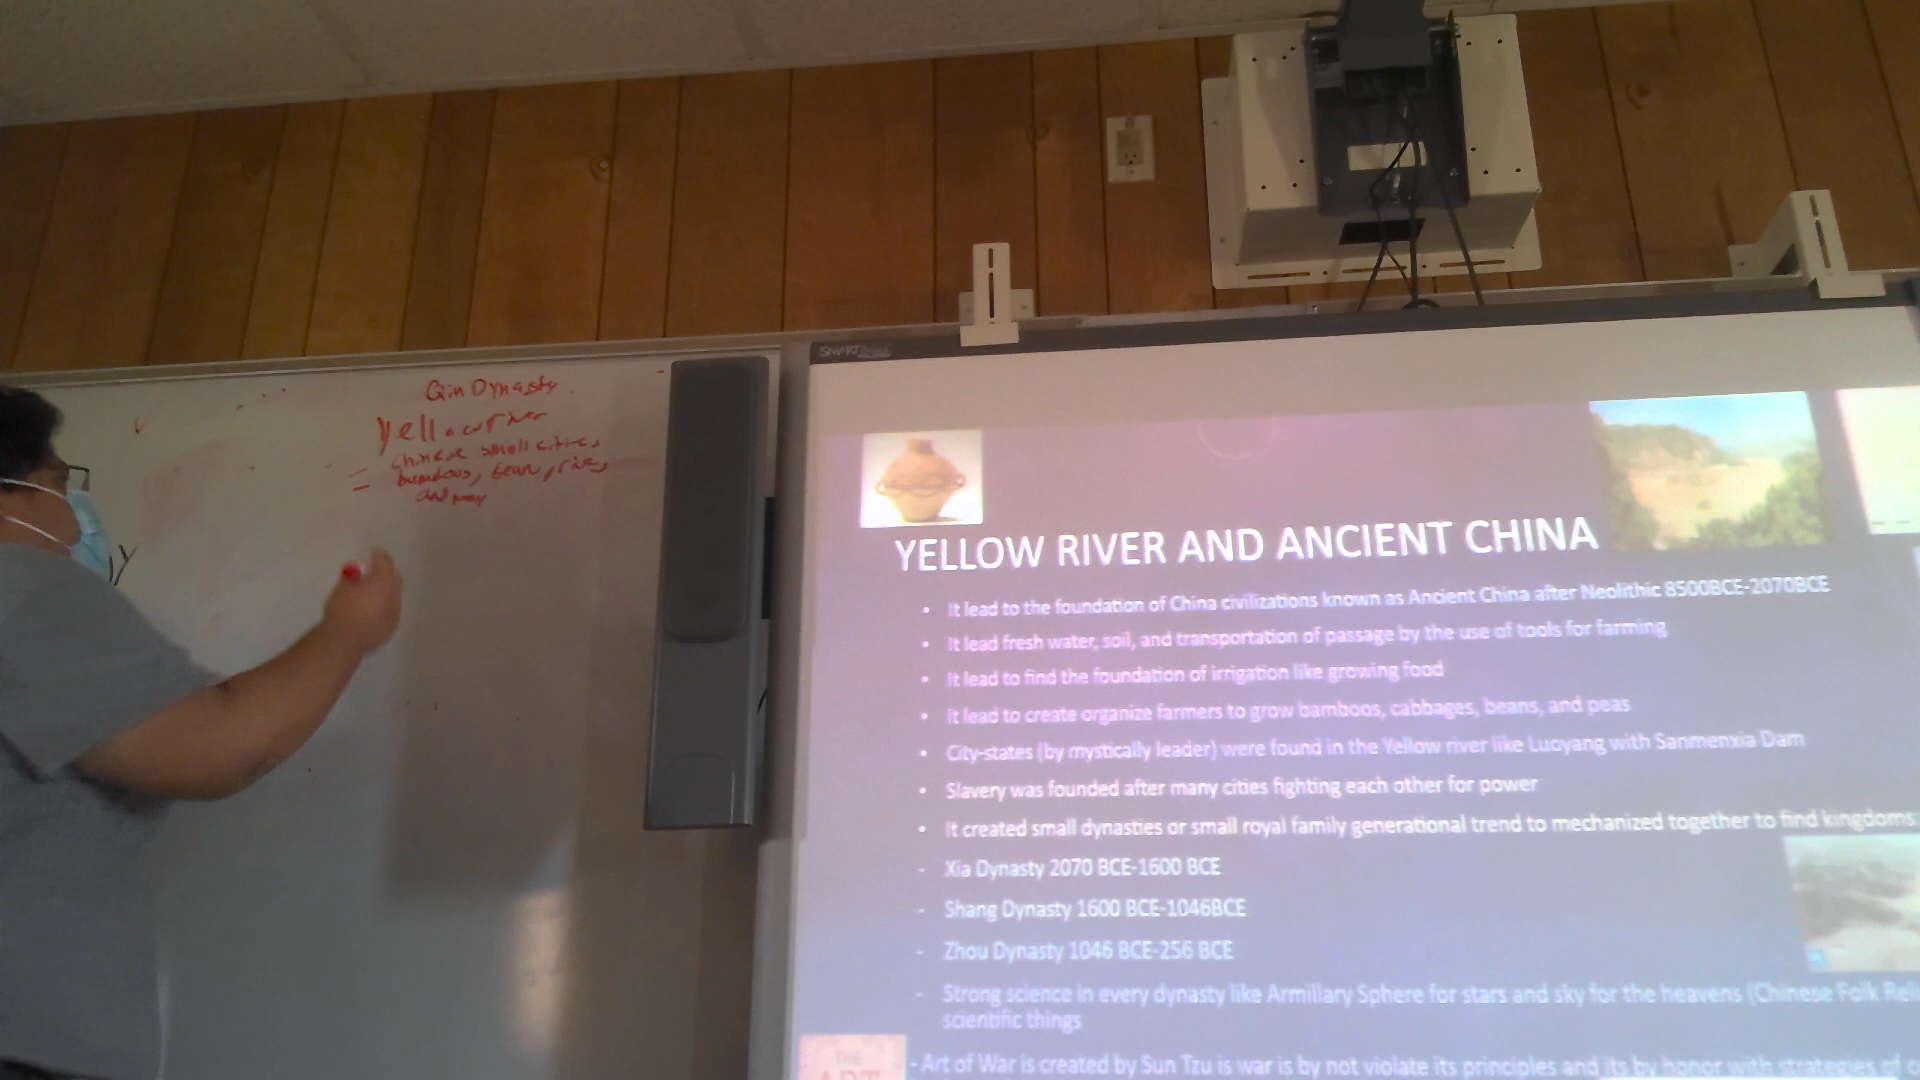 Qin Dynasty
Yellow river
chinese small cities
bamboos, bean, rice,
SMART
YELLOW RIVER AND ANCIENT CHINA
• It lead to the foundation of China civilizations known as Ancient China after Neolithic 8500BCE-2070BCE
• It lead fresh water, soil, and transportation of passage by the use of tools for farming
• It lead to find the foundation of irrigation like growing food
• It lead to create organize farmers to grow bamboos, cabbages, beans, and peas
• City-states (by mystically leader) were found in the Yellow river like Luoyang with Sanmenxia Dam
• Slavery was founded after many cities fighting each other for power
• It created small dynasties or small royal family generational trend to mechanized together to find kingdoms
- Xia Dynasty 2070 BCE-1600 BCE
- Shang Dynasty 1600 BCE-1046BCE
- Zhou Dynasty 1046 BCE-256 BCE
- Strong science in every dynasty like Armillary Sphere for stars and sky for the heavens (Chinese Folk
scientific things
- Art of War is created by Sun Tzu is war is by not violate its principles and its by honor with strategies of
THE
ART